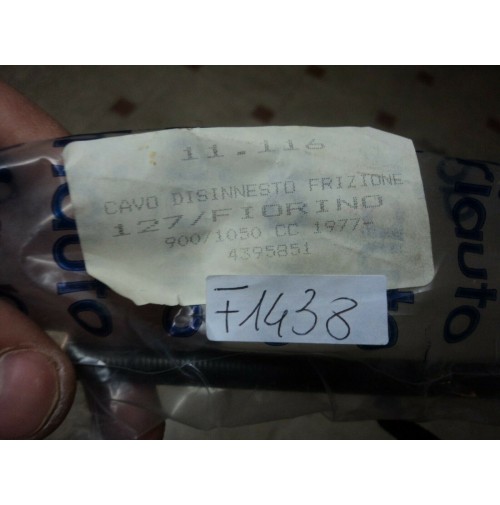 11.116
CAVO DISINNESTO FRIZIONE
127/FIORINO
900/1050 CC 1977-
4395851
F1438